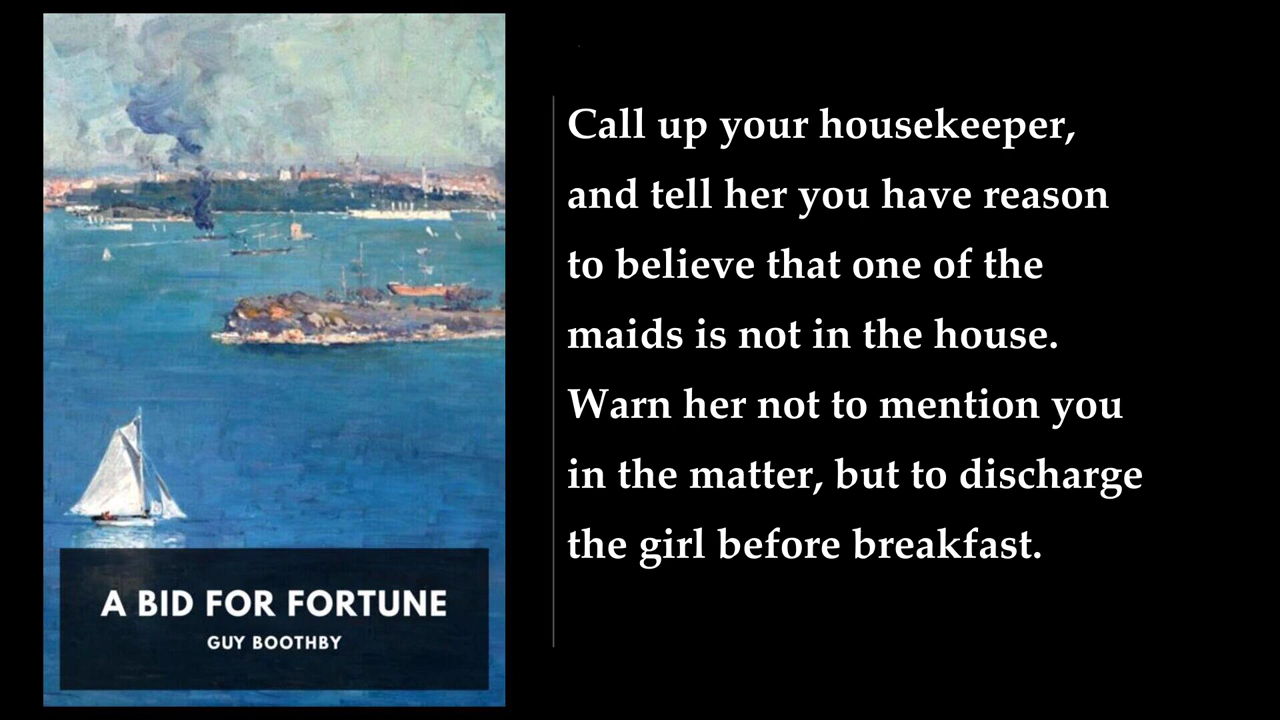 A BID FOR FORTUNE
GUY BOOTHBY
Call up your housekeeper,
and tell her you have reason
to believe that one of the
maids is not in the house.
Warn her not to mention you
in the matter, but to discharge
the girl before breakfast.